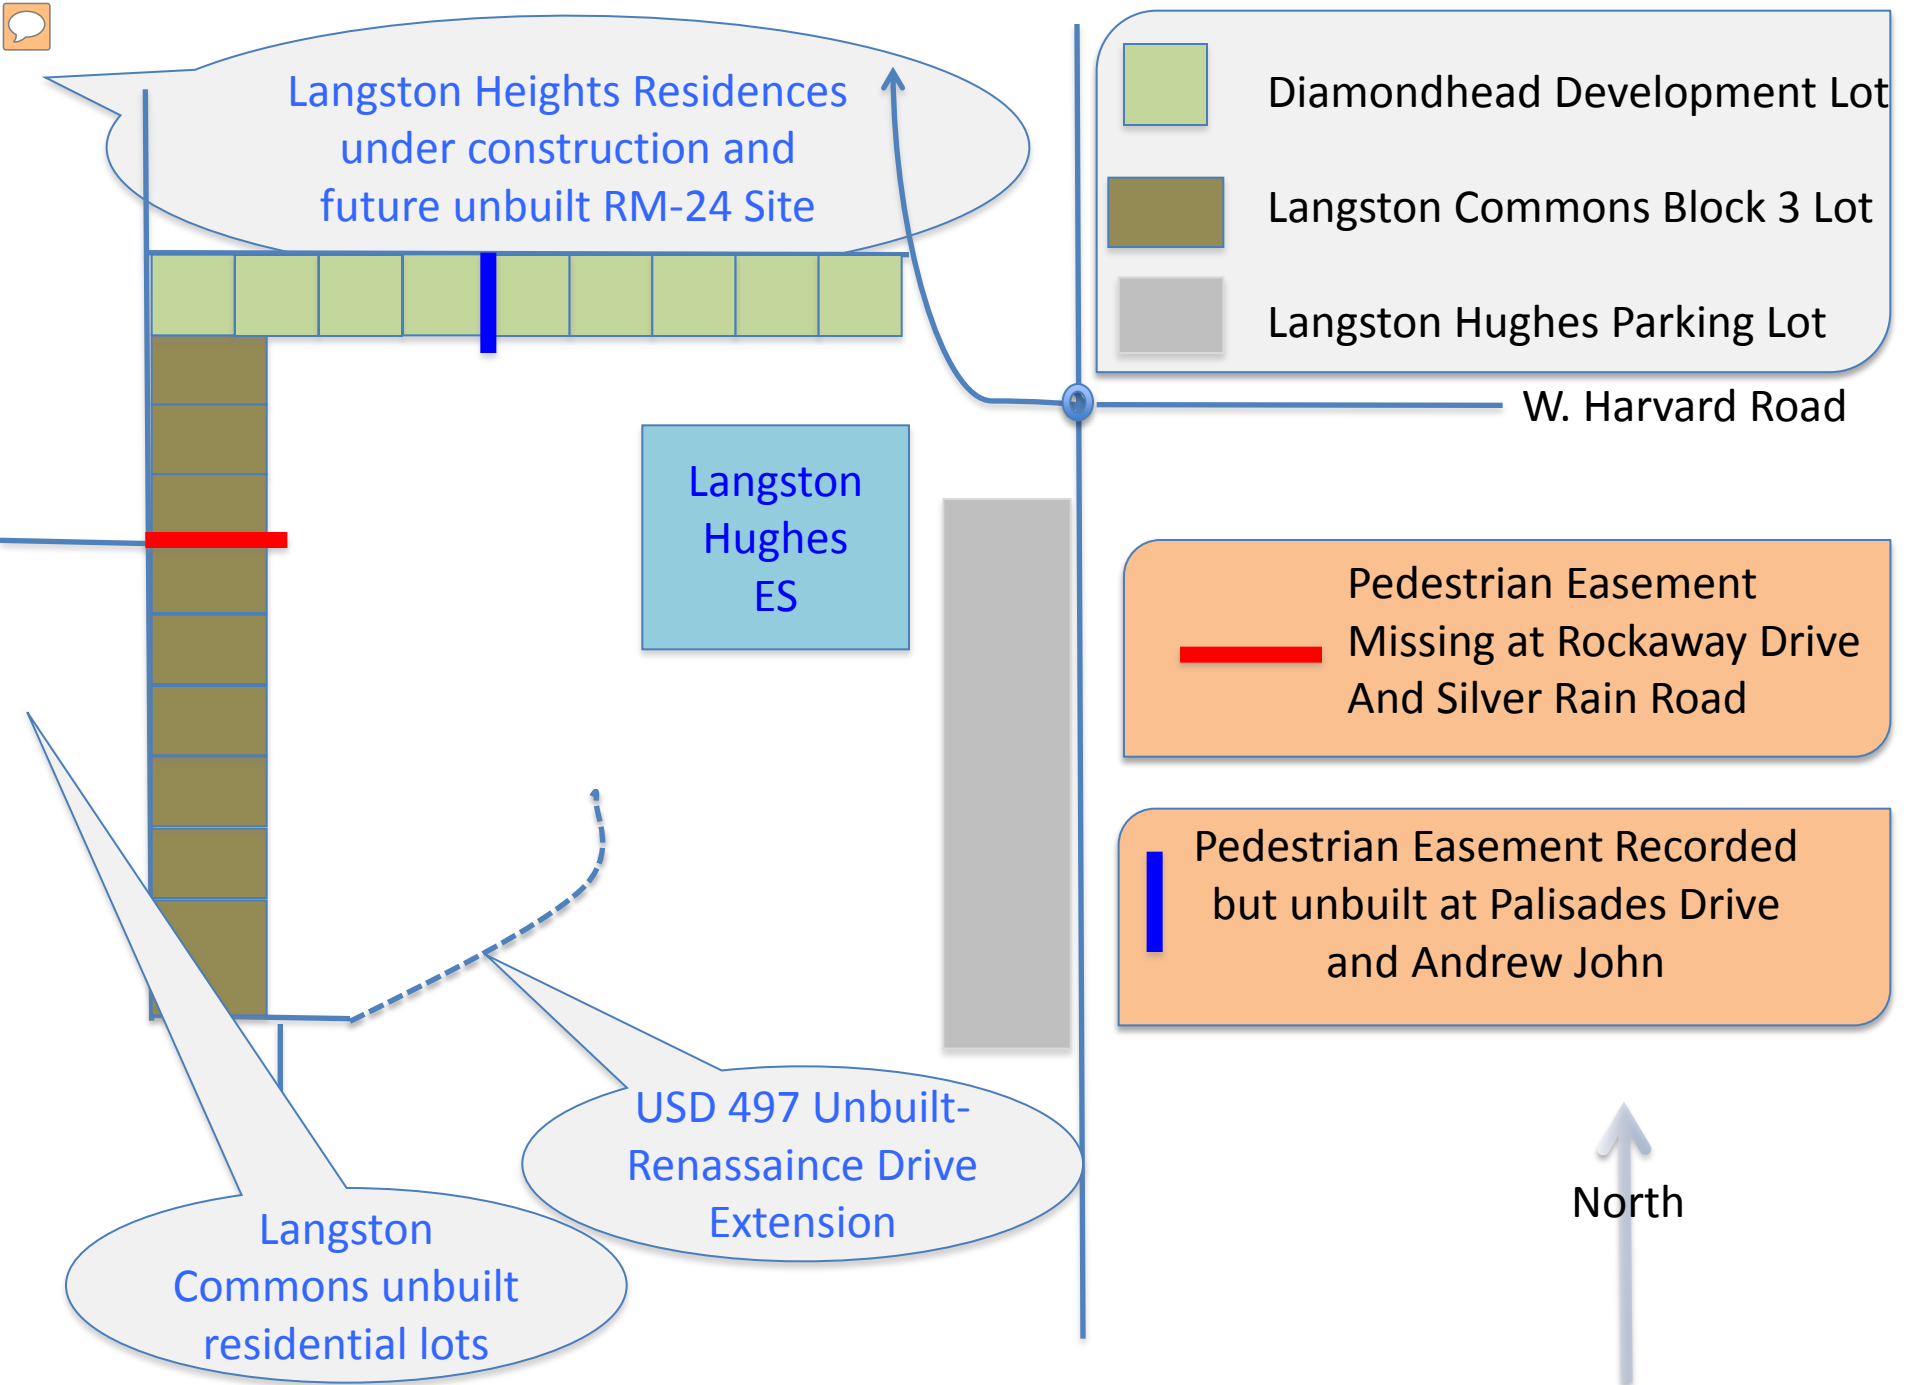 Langston Heights Residences
under construction and
future unbuilt RM-24 Site
Diamondhead Development Lot
Langston Commons Block 3 Lot
Langston Hughes Parking Lot
W. Harvard Road
Langston
Hughes
ES
Pedestrian Easement
Missing at Rockaway Drive
And Silver Rain Road
Pedestrian Easement Recorded
but unbuilt at Palisades Drive
and Andrew John
USD 497 Unbuilt-
Renassaince Drive
Extension
North
Langston
Commons unbuilt
residential lots